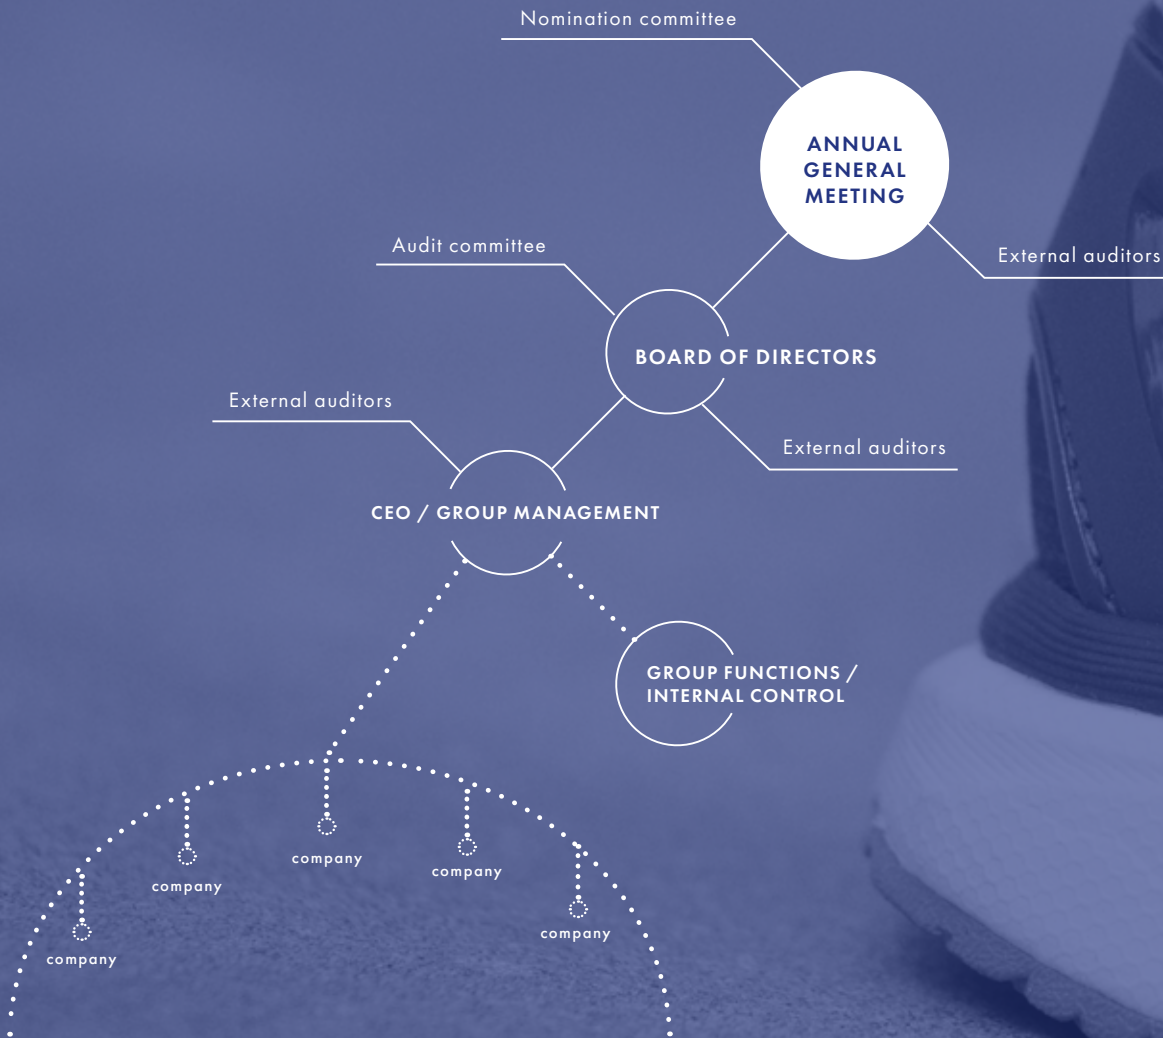 Nomination committee
ANNUAL
GENERAL
MEETING
Audit committee
External auditors
BOARD OF DIRECTORS
External auditors
External auditors
CEO / GROUP MANAGEMENT
GROUP FUNCTIONS /
INTERNAL CONTROL
company
company
company
company
company